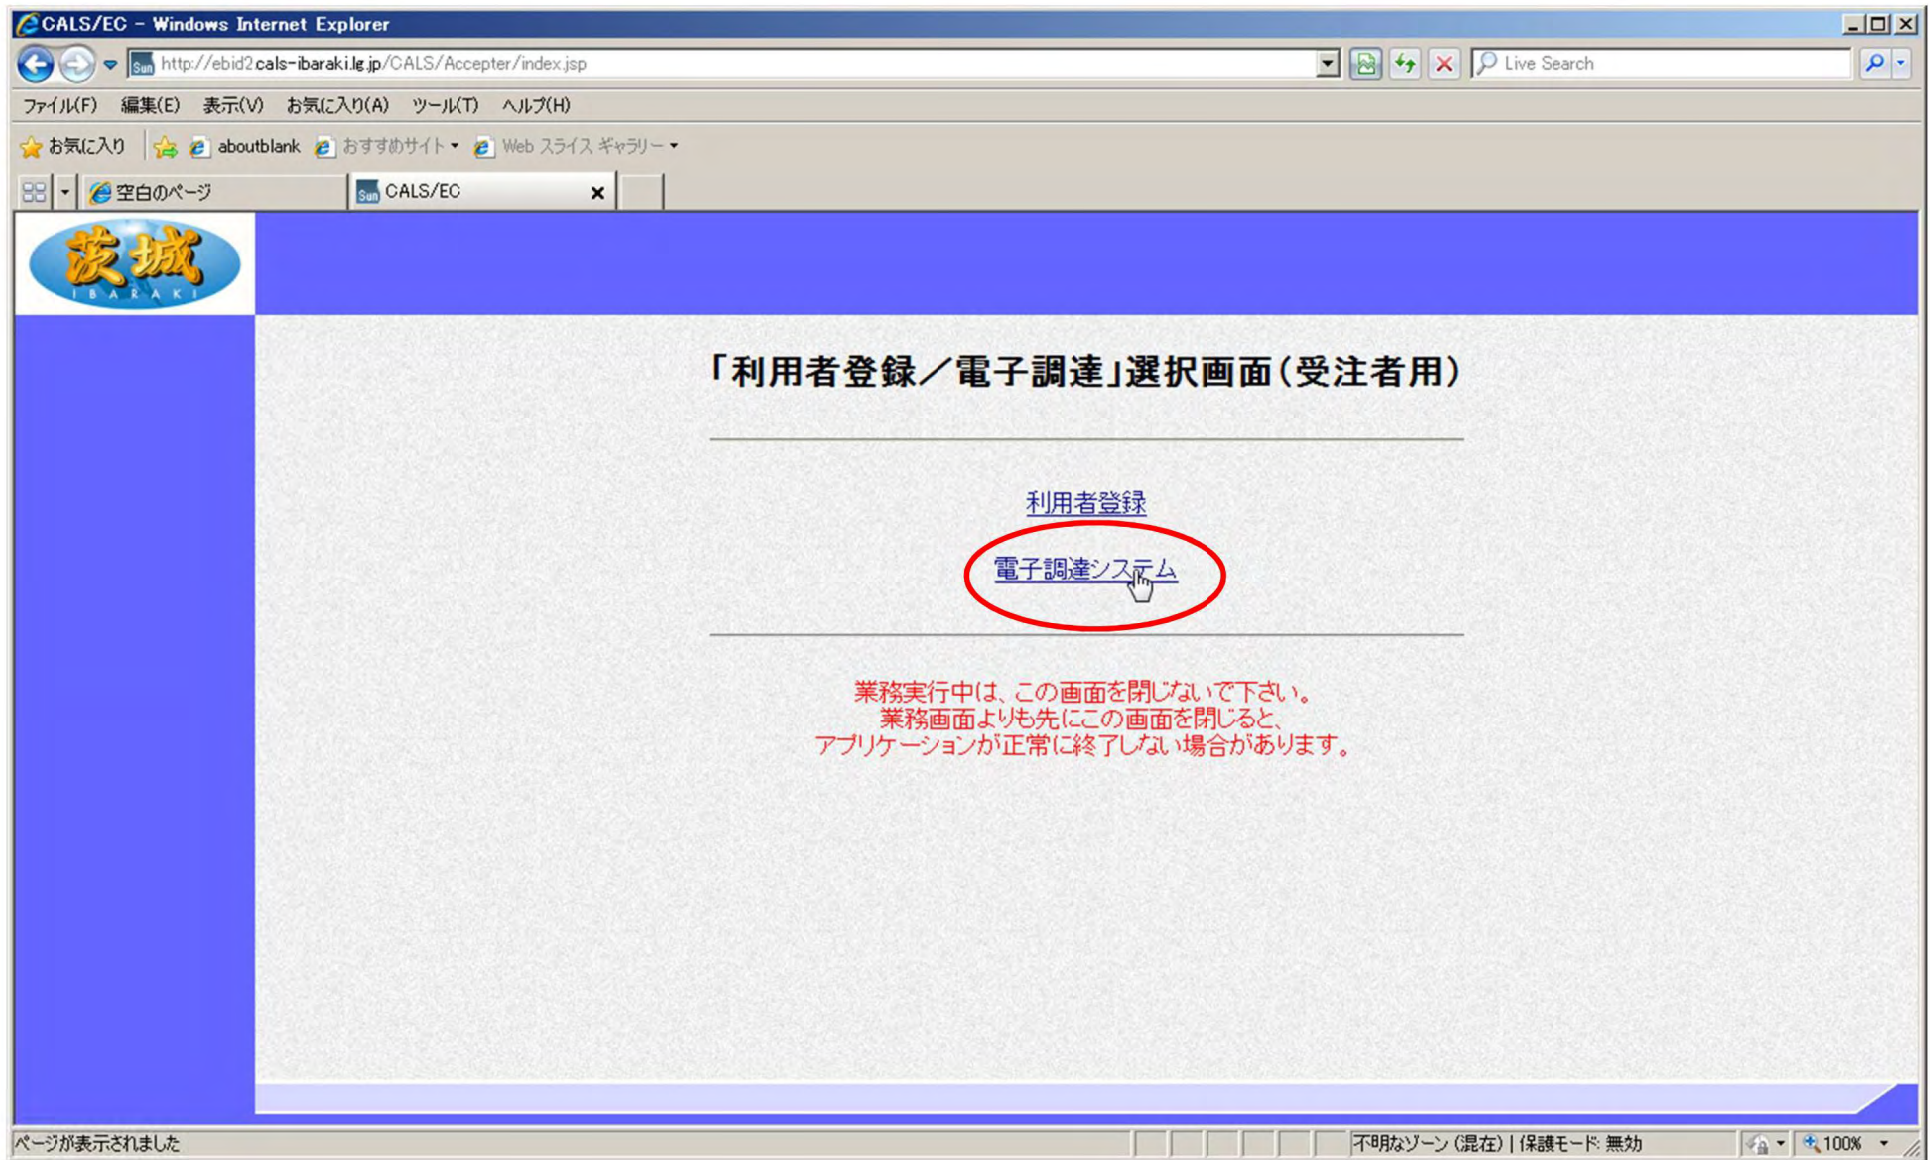 CALS/EC - Windows Internet Explorer
http://ebid2.cals-ibaraki.lg.jp/CALS/Accepter/index.jsp
Live Search
ファイル(F) 編集(E) 表示(V) お気に入り(A) ツール(T) ヘルプ(H)
お気に入り aboutblank おすすめサイト Web スライス ギャラリー
空白のページ
Sun CALS/EC
茨城
IBARAKI
「利用者登録／電子調達」選択画面(受注者用)
利用者登録
電子調達システム
業務実行中は、この画面を閉じないで下さい。
業務画面よりも先にこの画面を閉じると、
アプリケーションが正常に終了しない場合があります。
ページが表示されました
不明なゾーン (混在) | 保護モード: 無効
100%